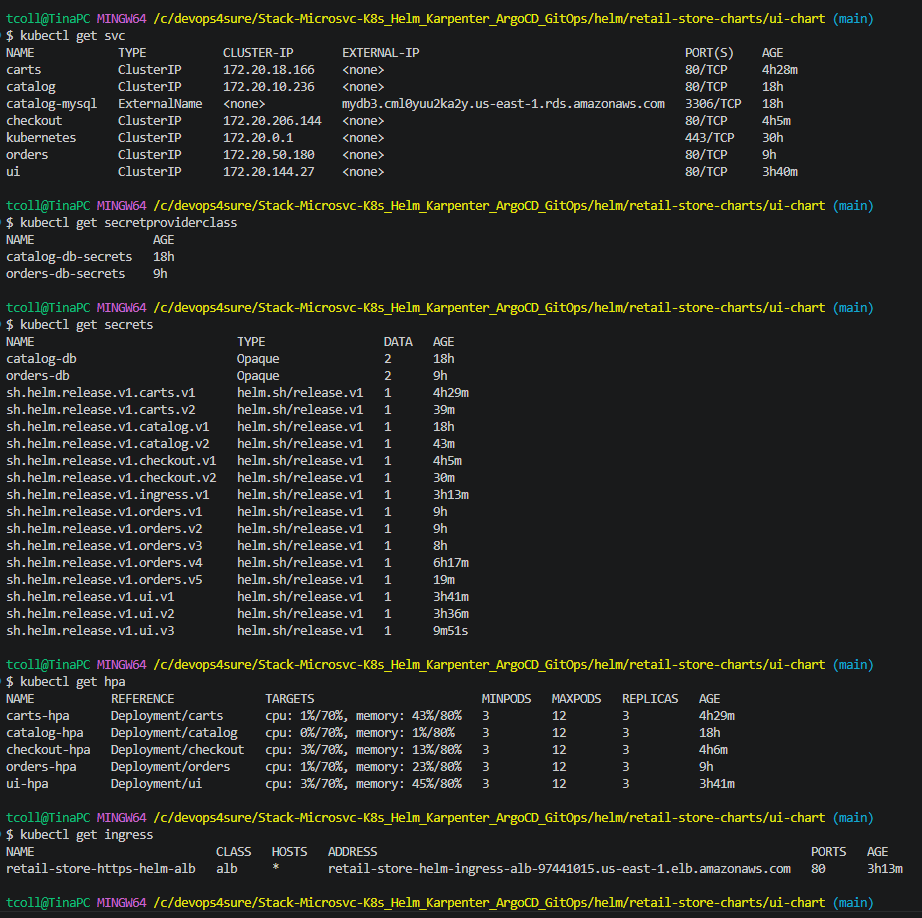 tcoll@TinaPC MINGW64 /c/devops4sure/Stack-Microsvc-K8s_Helm_Karpenter_ArgoCD_GitOps/helm/retail-store-charts/ui-chart (main)
$ kubectl get svc
NAME TYPE CLUSTER-IP EXTERNAL-IP PORT(S) AGE
carts ClusterIP 172.20.18.166 <none> 80/TCP 4h28m
catalog ClusterIP 172.20.10.236 <none> 80/TCP 18h
catalog-mysql ExternalName <none> mydb3.cml0yuu2ka2y.us-east-1.rds.amazonaws.com 3306/TCP 18h
checkout ClusterIP 172.20.206.144 <none> 80/TCP 4h5m
kubernetes ClusterIP 172.20.0.1 <none> 443/TCP 30h
orders ClusterIP 172.20.50.180 <none> 80/TCP 9h
ui ClusterIP 172.20.144.27 <none> 80/TCP 3h40m
tcoll@TinaPC MINGW64 /c/devops4sure/Stack-Microsvc-K8s_Helm_Karpenter_ArgoCD_GitOps/helm/retail-store-charts/ui-chart (main)
$ kubectl get secretproviderclass
NAME AGE
catalog-db-secrets 18h
orders-db-secrets 9h
tcoll@TinaPC MINGW64 /c/devops4sure/Stack-Microsvc-K8s_Helm_Karpenter_ArgoCD_GitOps/helm/retail-store-charts/ui-chart (main)
$ kubectl get secrets
NAME TYPE DATA AGE
catalog-db Opaque 2 18h
orders-db Opaque 2 9h
sh.helm.release.v1.carts.v1 helm.sh/release.v1 1 4h29m
sh.helm.release.v1.carts.v2 helm.sh/release.v1 1 39m
sh.helm.release.v1.catalog.v1 helm.sh/release.v1 1 18h
sh.helm.release.v1.catalog.v2 helm.sh/release.v1 1 43m
sh.helm.release.v1.checkout.v1 helm.sh/release.v1 1 4h5m
sh.helm.release.v1.checkout.v2 helm.sh/release.v1 1 30m
sh.helm.release.v1.ingress.v1 helm.sh/release.v1 1 3h13m
sh.helm.release.v1.orders.v1 helm.sh/release.v1 1 9h
sh.helm.release.v1.orders.v2 helm.sh/release.v1 1 9h
sh.helm.release.v1.orders.v3 helm.sh/release.v1 1 8h
sh.helm.release.v1.orders.v4 helm.sh/release.v1 1 6h17m
sh.helm.release.v1.orders.v5 helm.sh/release.v1 1 19m
sh.helm.release.v1.ui.v1 helm.sh/release.v1 1 3h41m
sh.helm.release.v1.ui.v2 helm.sh/release.v1 1 3h36m
sh.helm.release.v1.ui.v3 helm.sh/release.v1 1 9m51s
tcoll@TinaPC MINGW64 /c/devops4sure/Stack-Microsvc-K8s_Helm_Karpenter_ArgoCD_GitOps/helm/retail-store-charts/ui-chart (main)
$ kubectl get hpa
NAME REFERENCE TARGETS MINPODS MAXPODS REPLICAS AGE
carts-hpa Deployment/carts cpu: 1%/70%, memory: 43%/80% 3 12 3 4h29m
catalog-hpa Deployment/catalog cpu: 0%/70%, memory: 1%/80% 3 12 3 18h
checkout-hpa Deployment/checkout cpu: 3%/70%, memory: 13%/80% 3 12 3 4h6m
orders-hpa Deployment/orders cpu: 1%/70%, memory: 23%/80% 3 12 3 9h
ui-hpa Deployment/ui cpu: 3%/70%, memory: 45%/80% 3 12 3 3h41m
tcoll@TinaPC MINGW64 /c/devops4sure/Stack-Microsvc-K8s_Helm_Karpenter_ArgoCD_GitOps/helm/retail-store-charts/ui-chart (main)
$ kubectl get ingress
NAME CLASS HOSTS ADDRESS PORTS AGE
retail-store-https-helm-alb alb * retail-store-helm-ingress-alb-97441015.us-east-1.elb.amazonaws.com 80 3h13m
tcoll@TinaPC MINGW64 /c/devops4sure/Stack-Microsvc-K8s_Helm_Karpenter_ArgoCD_GitOps/helm/retail-store-charts/ui-chart (main)